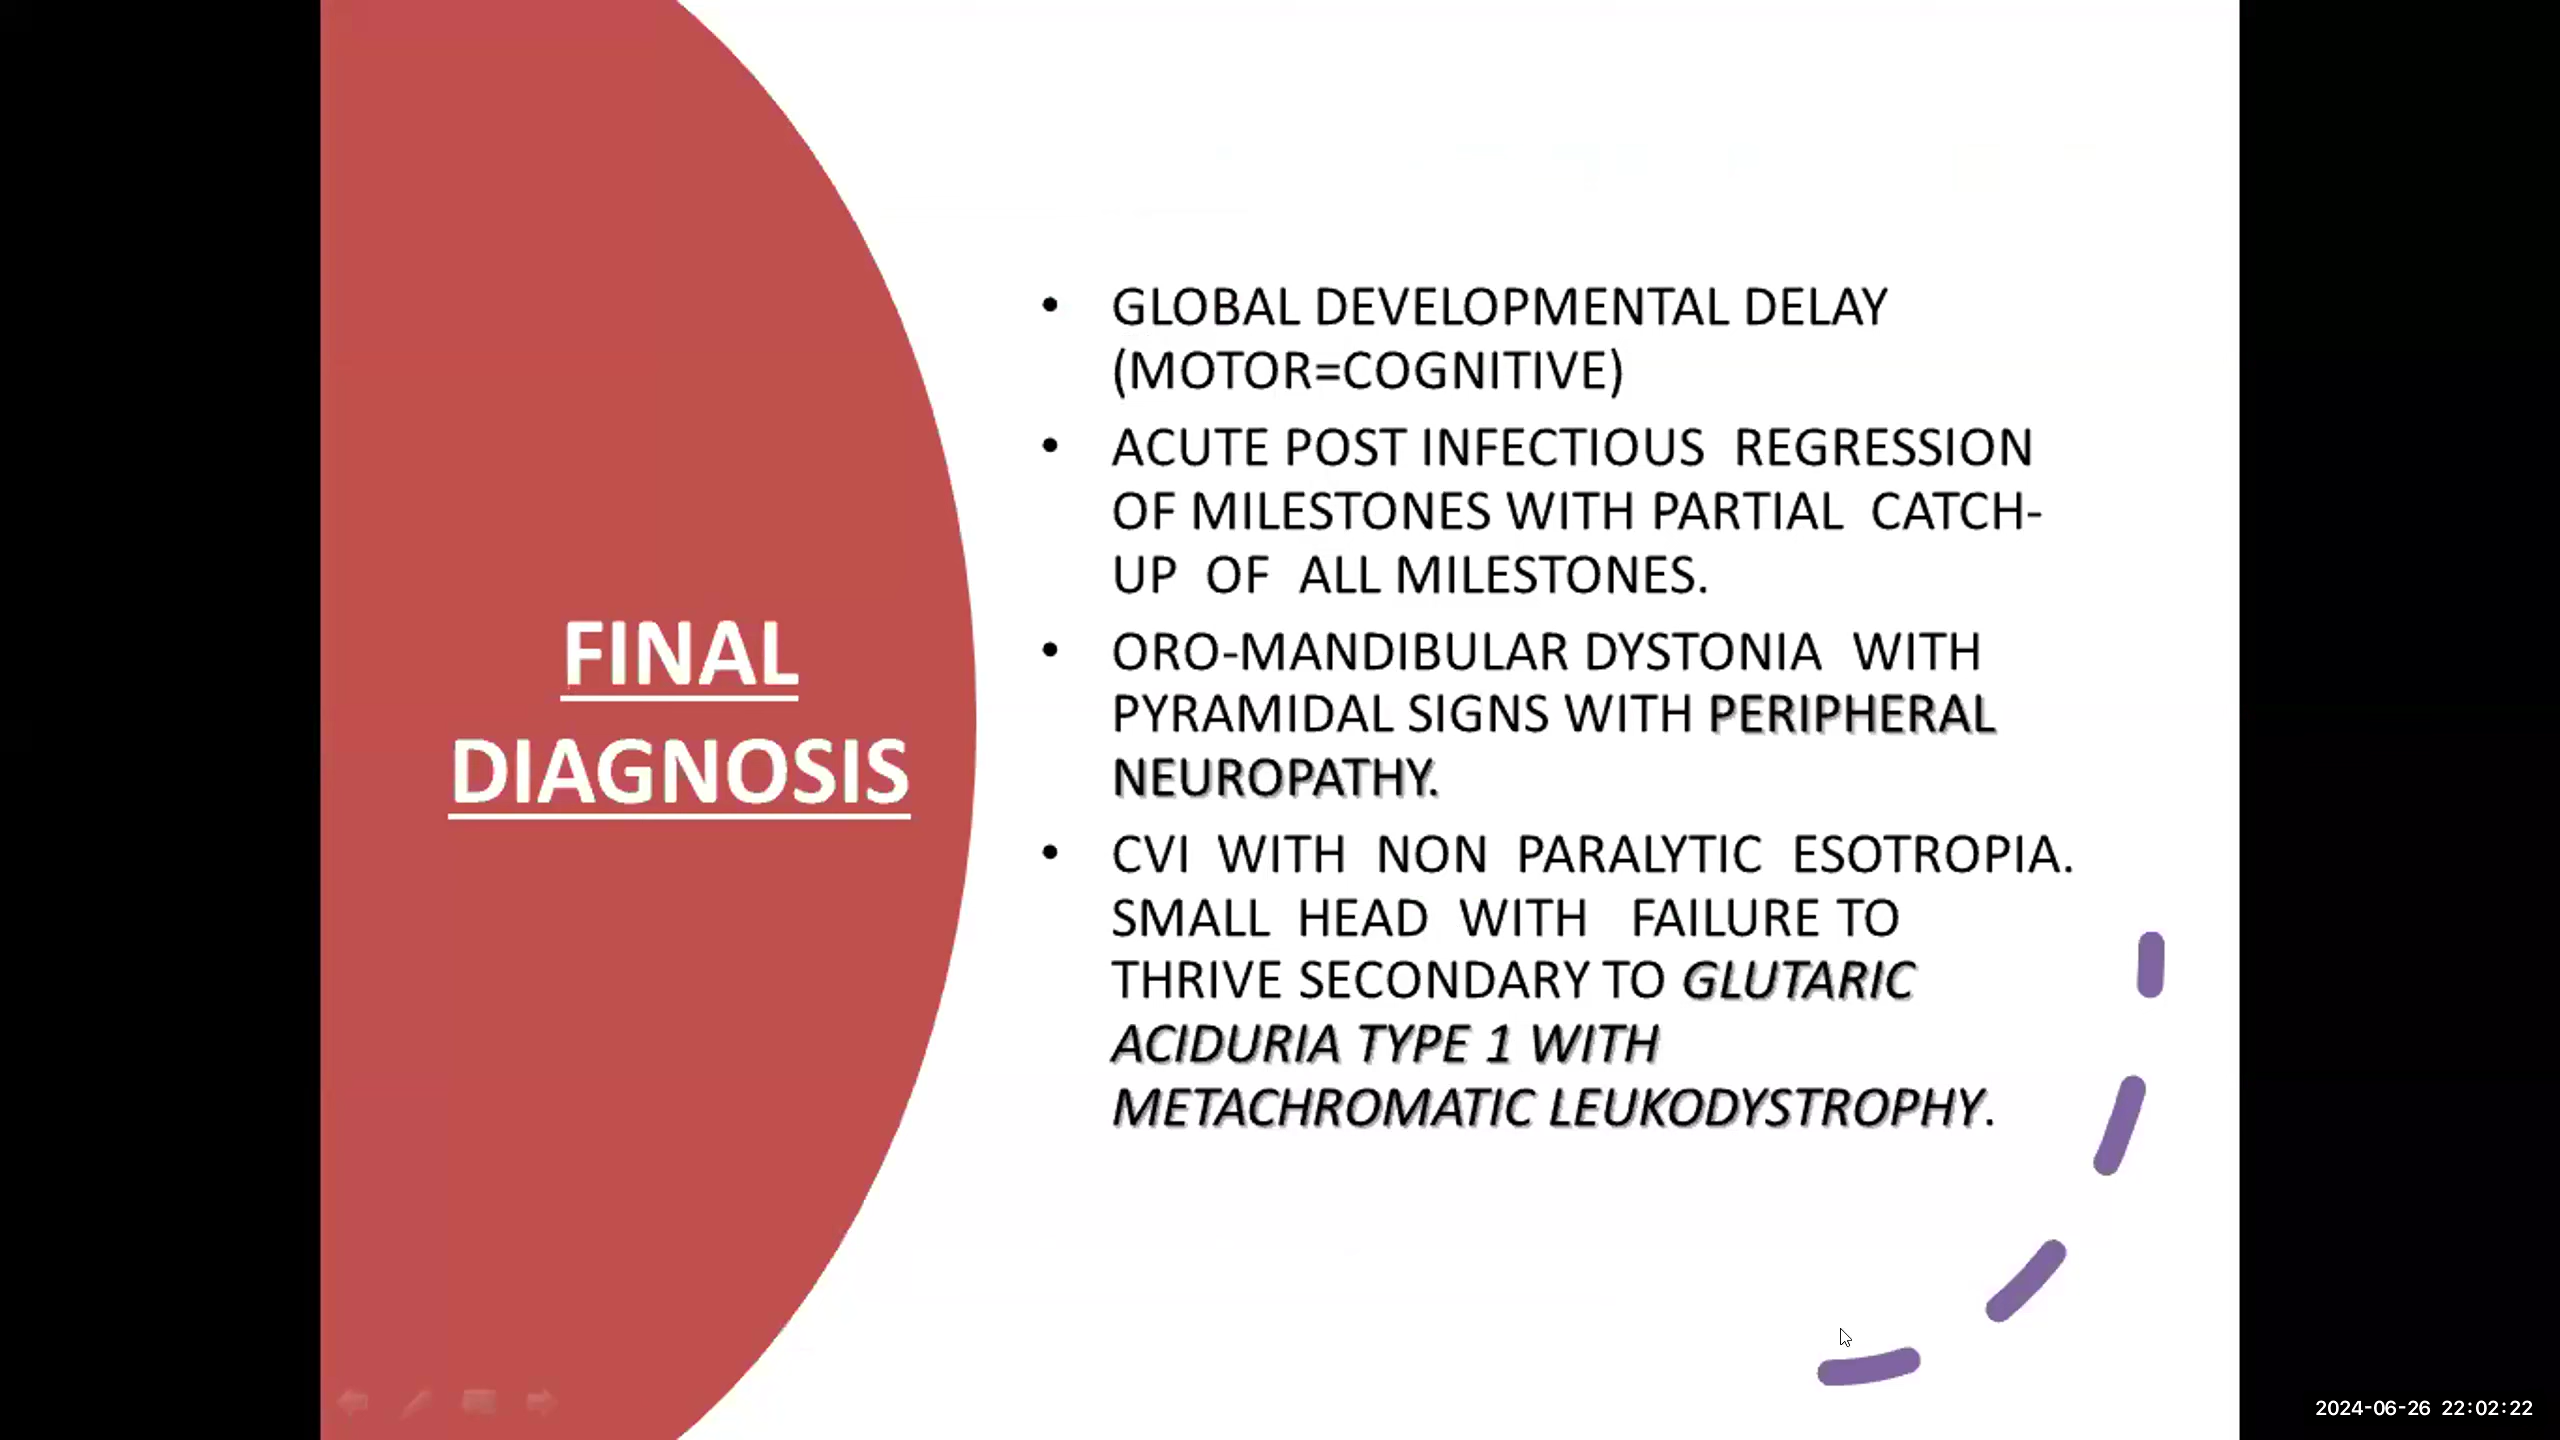 FINAL
DIAGNOSIS
• GLOBAL DEVELOPMENTAL DELAY
(MOTOR=COGNITIVE)
• ACUTE POST INFECTIOUS REGRESSION
OF MILESTONES WITH PARTIAL CATCH-
UP OF ALL MILESTONES.
• ORO-MANDIBULAR DYSTONIA WITH
PYRAMIDAL SIGNS WITH PERIPHERAL
NEUROPATHY.
• CVI WITH NON PARALYTIC ESOTROPIA.
SMALL HEAD WITH FAILURE TO
THRIVE SECONDARY TO GLUTARIC
ACIDURIA TYPE 1 WITH
METACHROMATIC LEUKODYSTROPHY.
2024-06-26 22:02:22